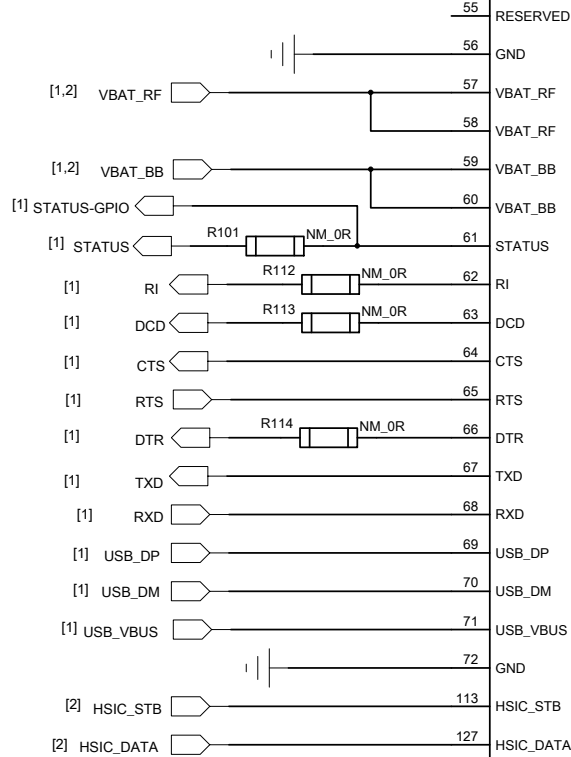 55 RESERVED
56 GND
[1,2] VBAT_RF 57 VBAT_RF
58 VBAT_RF
[1,2] VBAT_BB 59 VBAT_BB
60 VBAT_BB
[1] STATUS-GPIO
[1] STATUS R101 NM_0R 61 STATUS
[1] RI R112 NM_0R 62 RI
[1] DCD R113 NM_0R 63 DCD
[1] CTS 64 CTS
[1] RTS 65 RTS
[1] DTR R114 NM_0R 66 DTR
[1] TXD 67 TXD
[1] RXD 68 RXD
[1] USB_DP 69 USB_DP
[1] USB_DM 70 USB_DM
[1] USB_VBUS 71 USB_VBUS
72 GND
[2] HSIC_STB 113 HSIC_STB
[2] HSIC_DATA 127 HSIC_DATA